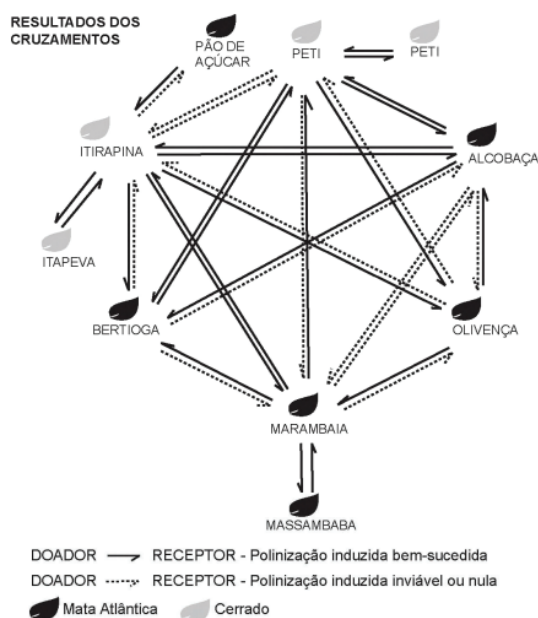 RESULTADOS DOS
CRUZAMENTOS
PÃO DE
AÇÚCAR
PETI
PETI
ITIRAPINA
ALCOBAÇA
ITAPEVA
BERTIOGA
OLIVENÇA
MARAMBAIA
MASSAMBABA
DOADOR RECEPTOR - Polinização induzida bem-sucedida
DOADOR RECEPTOR - Polinização induzida inviável ou nula
Mata Atlântica Cerrado